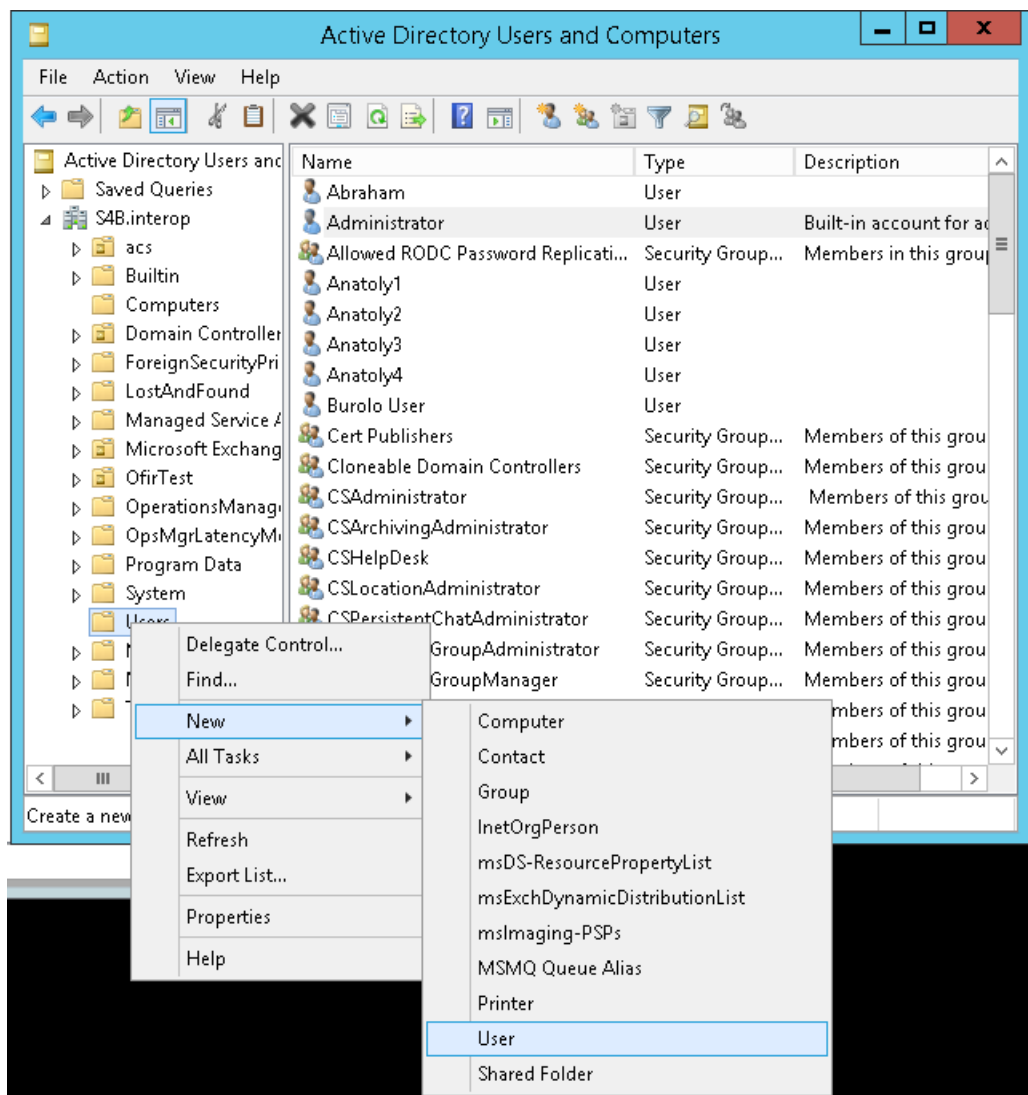 Active Directory Users and Computers
File Action View Help
Active Directory Users and
Saved Queries
S4B.interop
acs
Builtin
Computers
Domain Controller
ForeignSecurityPri
LostAndFound
Managed Service
Microsoft Exchang
OfirTest
OperationsManag
OpsMgrLatencyM
Program Data
System
Users
Name Type Description
Abraham User
Administrator User Built-in account for ad
Allowed RODC Password Replicati... Security Group... Members in this group
Anatoly1 User
Anatoly2 User
Anatoly3 User
Anatoly4 User
Burolo User User
Cert Publishers Security Group... Members of this grou
Cloneable Domain Controllers Security Group... Members of this grou
CSAdministrator Security Group... Members of this grou
CSArchivingAdministrator Security Group... Members of this grou
CSHelpDesk Security Group... Members of this grou
CSLocationAdministrator Security Group... Members of this grou
CSPersistentChatAdministrator Security Group... Members of this grou
GroupAdministrator Security Group... Members of this grou
GroupManager Security Group... Members of this grou
mbers of this grou
mbers of this grou
Create a new
Delegate Control...
Find...
New
All Tasks
View
Refresh
Export List...
Properties
Help
Computer
Contact
Group
InetOrgPerson
msDS-ResourcePropertyList
msExchDynamicDistributionList
msImaging-PSPs
MSMQ Queue Alias
Printer
User
Shared Folder